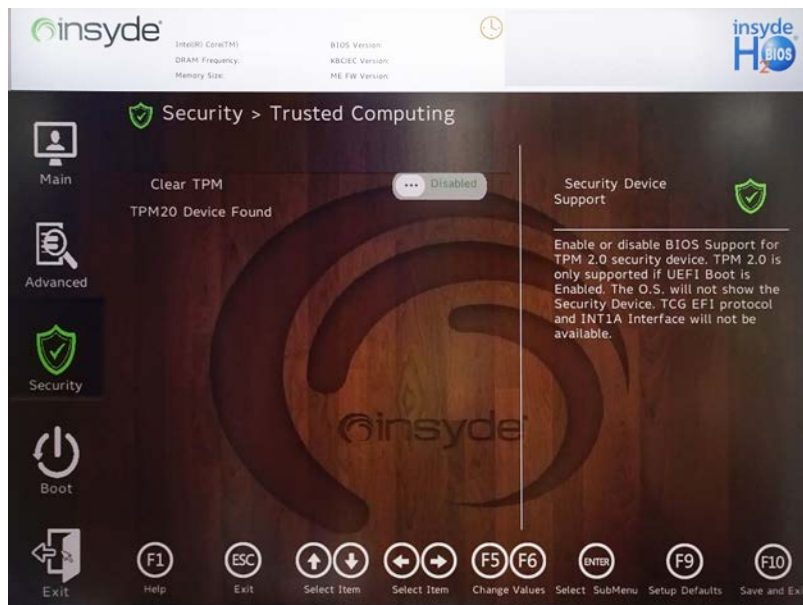 insyde
Intel(R) Core(TM)
DRAM Frequency:
Memory Size:
BIOS Version:
KBC/EC Version:
ME FW Version:
insyde
H2O BIOS
Security > Trusted Computing
Main
Advanced
Security
Boot
Exit
Clear TPM
Disabled
TPM20 Device Found
Security Device
Support
Enable or disable BIOS Support for
TPM 2.0 security device. TPM 2.0 is
only supported if UEFI Boot is
Enabled. The O.S. will not show the
Security Device. TCG EFI protocol
and INT1A Interface will not be
available.
insyde
F1
Help
ESC
Exit
Select Item
Select Item
F5 F6
Change Values
ENTER
Select SubMenu
F9
Setup Defaults
F10
Save and Ex